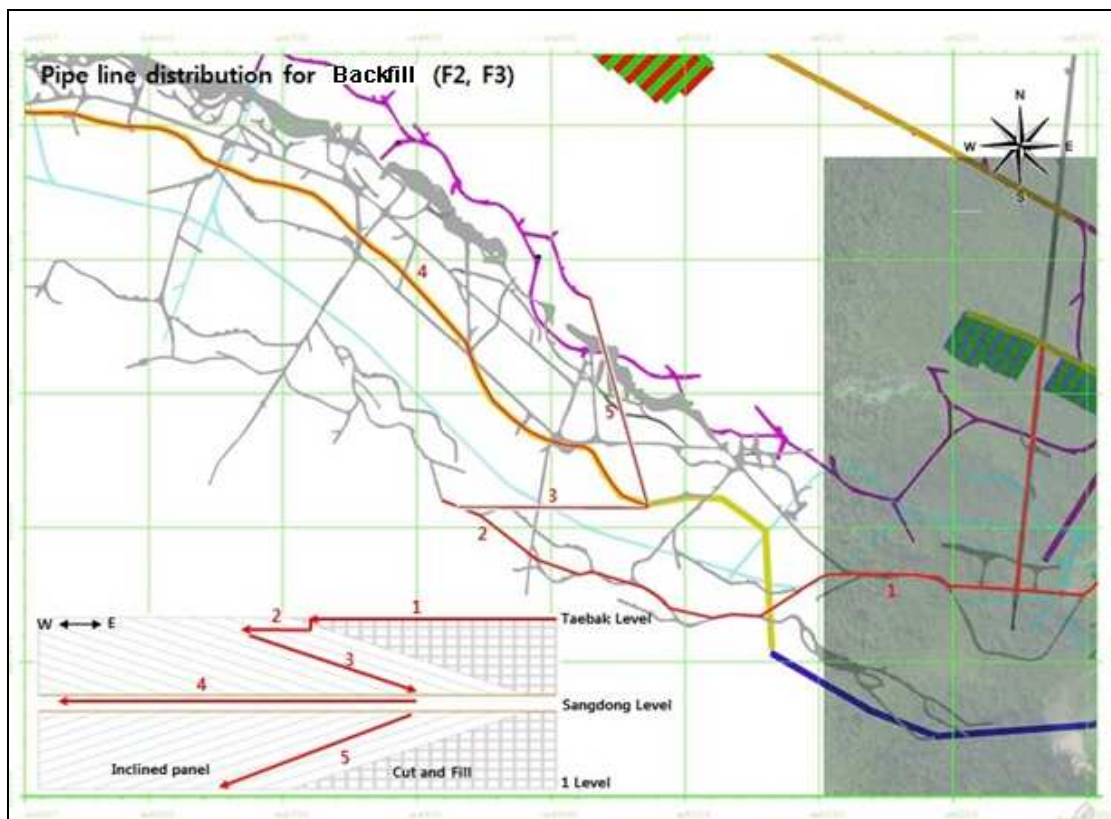 Pipe line distribution for Backfill (F2, F3)
N
W E
S
4
5
3
2
1
W E
1
2
Taebak Level
3
4
Sangdong Level
5
Inclined panel
Cut and Fill
1 Level